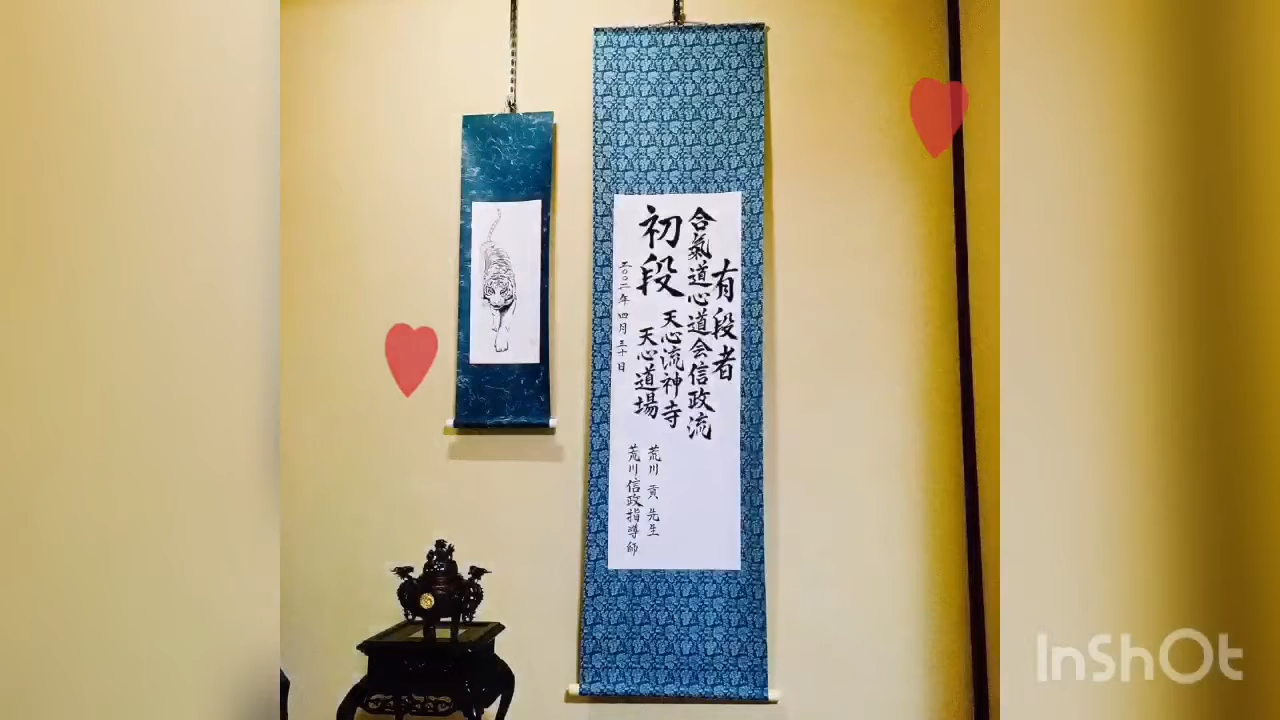 有段者
合氣道心道会信政流
天心流神寺
初段
天心道場
二〇〇二年四月三十日
荒川 貢 先生
荒川信政指導師
InShOt